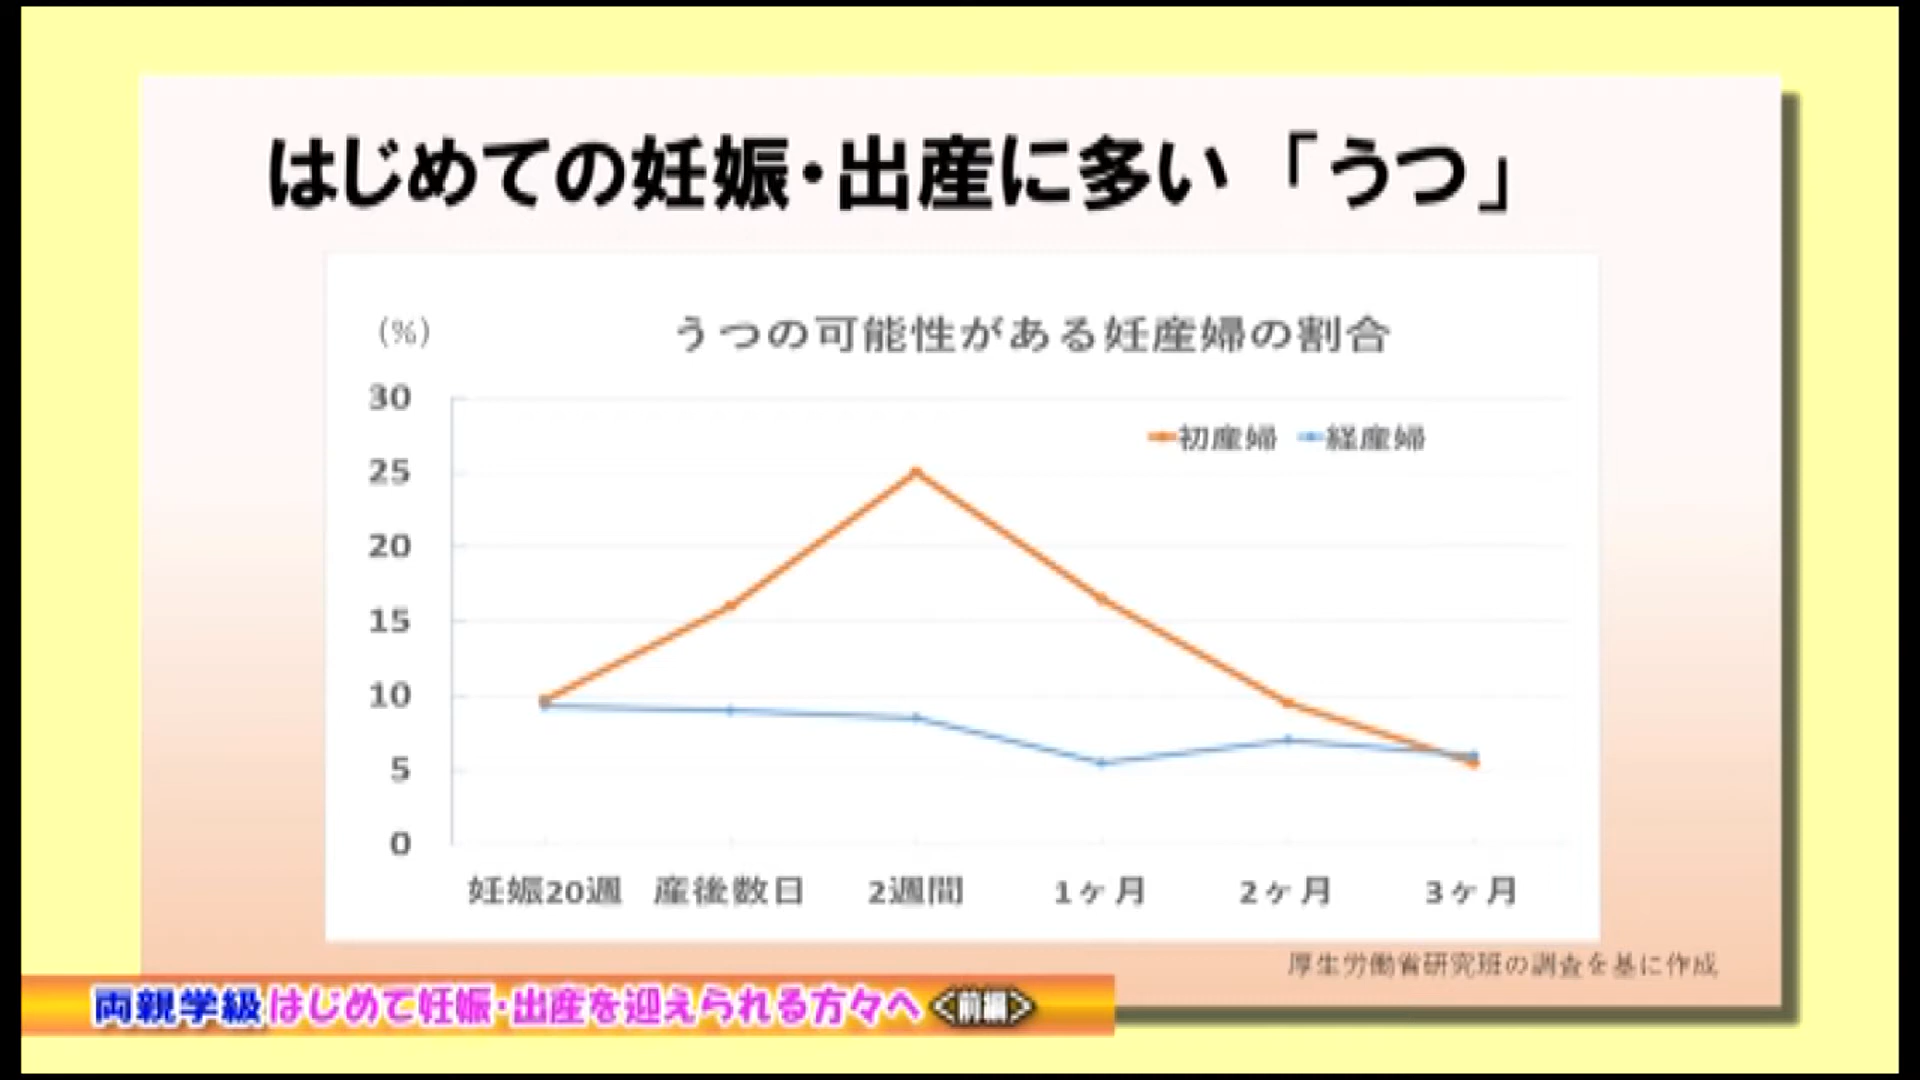 はじめての妊娠・出産に多い「うつ」
(%)
うつの可能性がある妊産婦の割合
初産婦 経産婦
30
25
20
15
10
5
0
妊娠20週 産後数日 2週間 1ヶ月 2ヶ月 3ヶ月
厚生労働省研究班の調査を基に作成
両親学級はじめて妊娠・出産を迎えられる方々へ<前編>